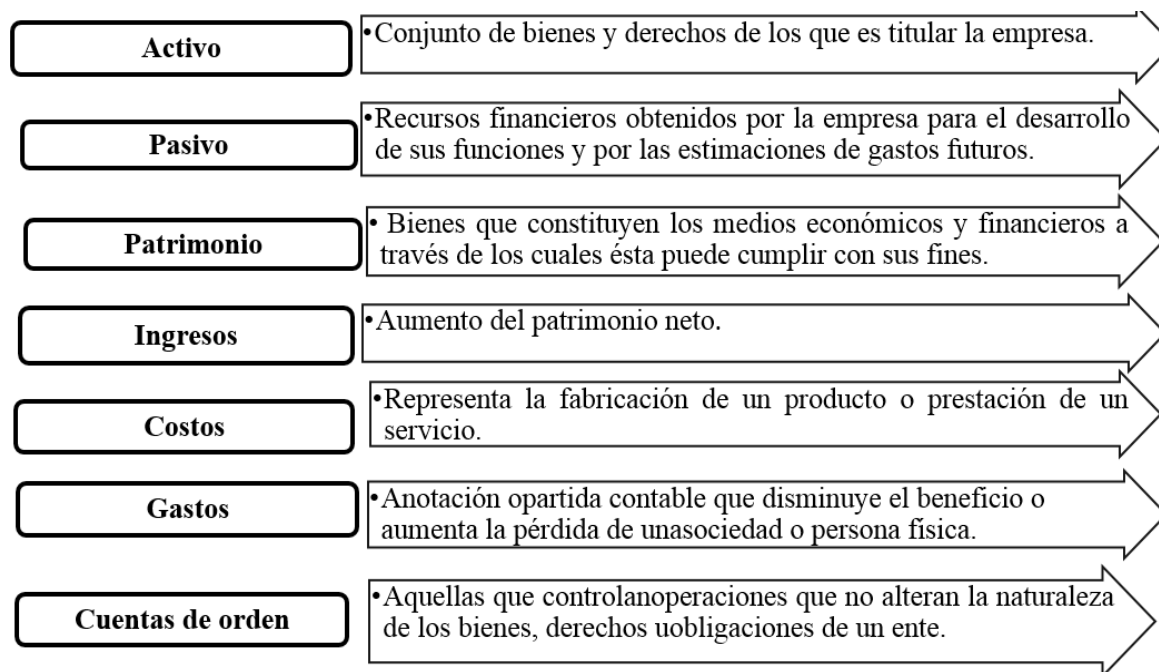 Activo
•Conjunto de bienes y derechos de los que es titular la empresa.
Pasivo
•Recursos financieros obtenidos por la empresa para el desarrollo
de sus funciones y por las estimaciones de gastos futuros.
Patrimonio
• Bienes que constituyen los medios económicos y financieros a
través de los cuales ésta puede cumplir con sus fines.
Ingresos
•Aumento del patrimonio neto.
Costos
•Representa la fabricación de un producto o prestación de un
servicio.
Gastos
•Anotación opartida contable que disminuye el beneficio o
aumenta la pérdida de unasociedad o persona física.
Cuentas de orden
•Aquellas que controlanoperaciones que no alteran la naturaleza
de los bienes, derechos uobligaciones de un ente.